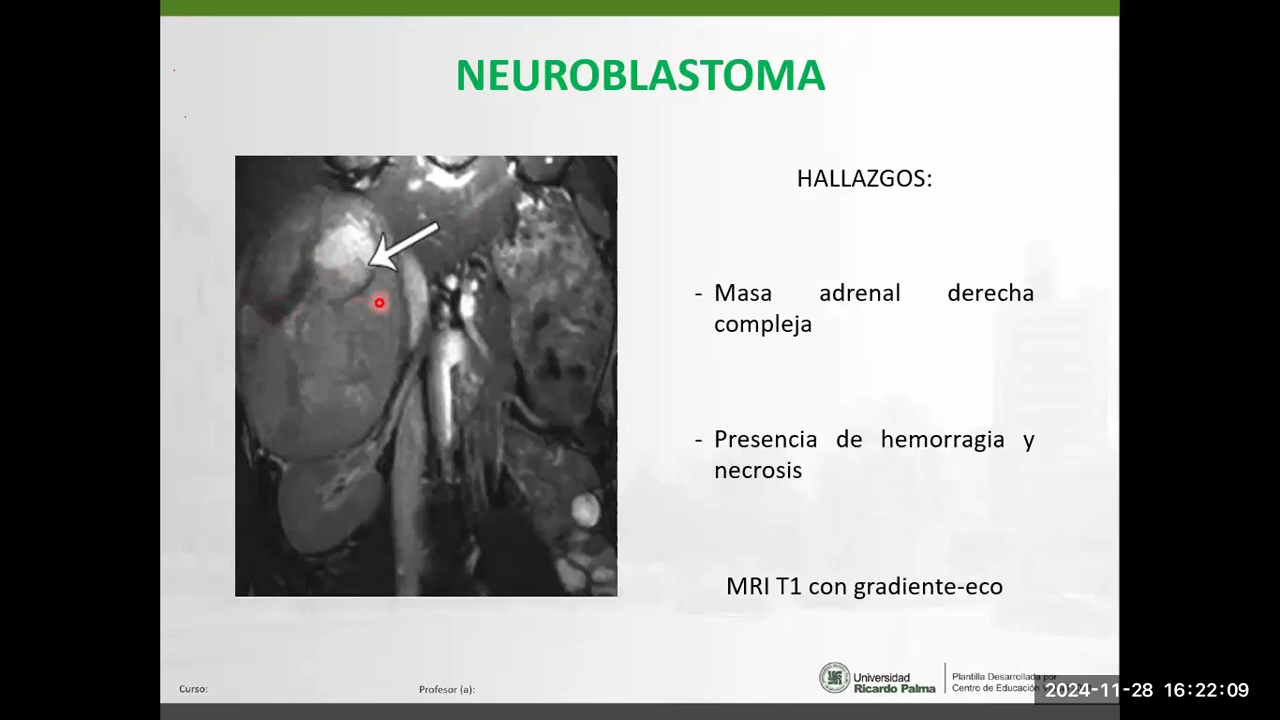 NEUROBLASTOMA
HALLAZGOS:
- Masa adrenal derecha
compleja
- Presencia de hemorragia y
necrosis
MRI T1 con gradiente-eco
Curso:
Profesor (a):
Universidad
Ricardo Palma
Plantilla Desarrollada por
Centro de Educación
2024-11-28 16:22:09